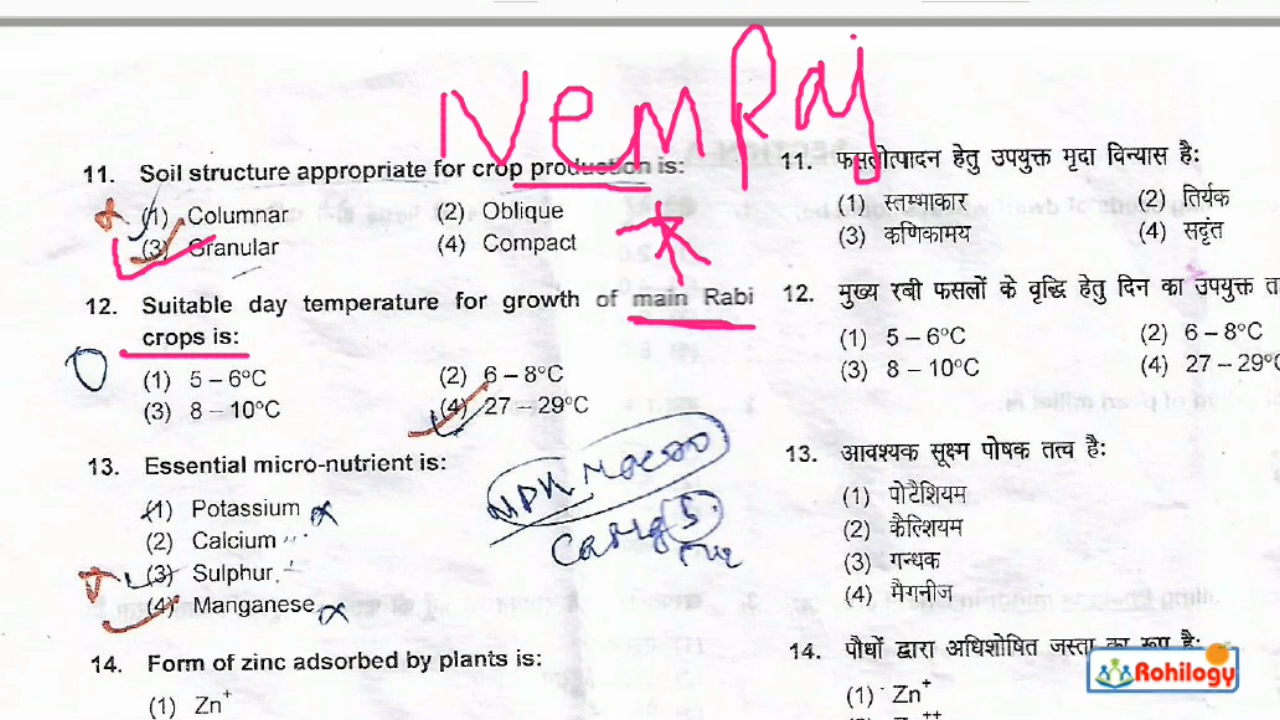 NemRaj
11. Soil structure appropriate for crop production is:
(1) Columnar (2) Oblique
(3) Granular (4) Compact
12. Suitable day temperature for growth of main Rabi
crops is:
(1) 5 – 6°C (2) 6 – 8°C
(3) 8 – 10°C (4) 27 – 29°C
NPK Macro
Ca Mg S
13. Essential micro-nutrient is:
(1) Potassium
(2) Calcium
(3) Sulphur
(4) Manganese
14. Form of zinc adsorbed by plants is:
(1) Zn⁺
11. फसलोत्पादन हेतु उपयुक्त मृदा विन्यास है:
(1) स्तम्भाकार (2) तिर्यक
(3) कणिकामय (4) सदृंत
12. मुख्य रबी फसलों के वृद्धि हेतु दिन का उपयुक्त
(1) 5 – 6°C (2) 6 – 8°C
(3) 8 – 10°C (4) 27 – 29°C
13. आवश्यक सूक्ष्म पोषक तत्व है:
(1) पोटैशियम
(2) कैल्शियम
(3) गन्धक
(4) मैगनीज
14. पौधों द्वारा अधिशोषित जस्ता का रूप है:
(1) Zn⁺
Rohilogy